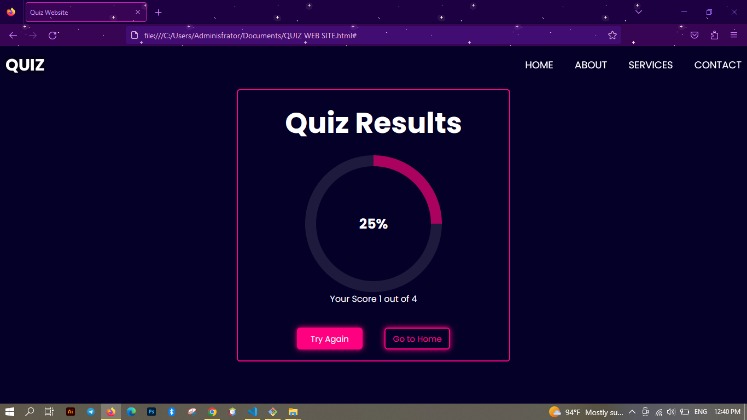 Quiz Website
file:///C:/Users/Administrator/Documents/QUIZ WEB SITE.html#
QUIZ
HOME ABOUT SERVICES CONTACT
Quiz Results
25%
Your Score 1 out of 4
Try Again Go to Home
94°F Mostly su... ENG 12:40 PM